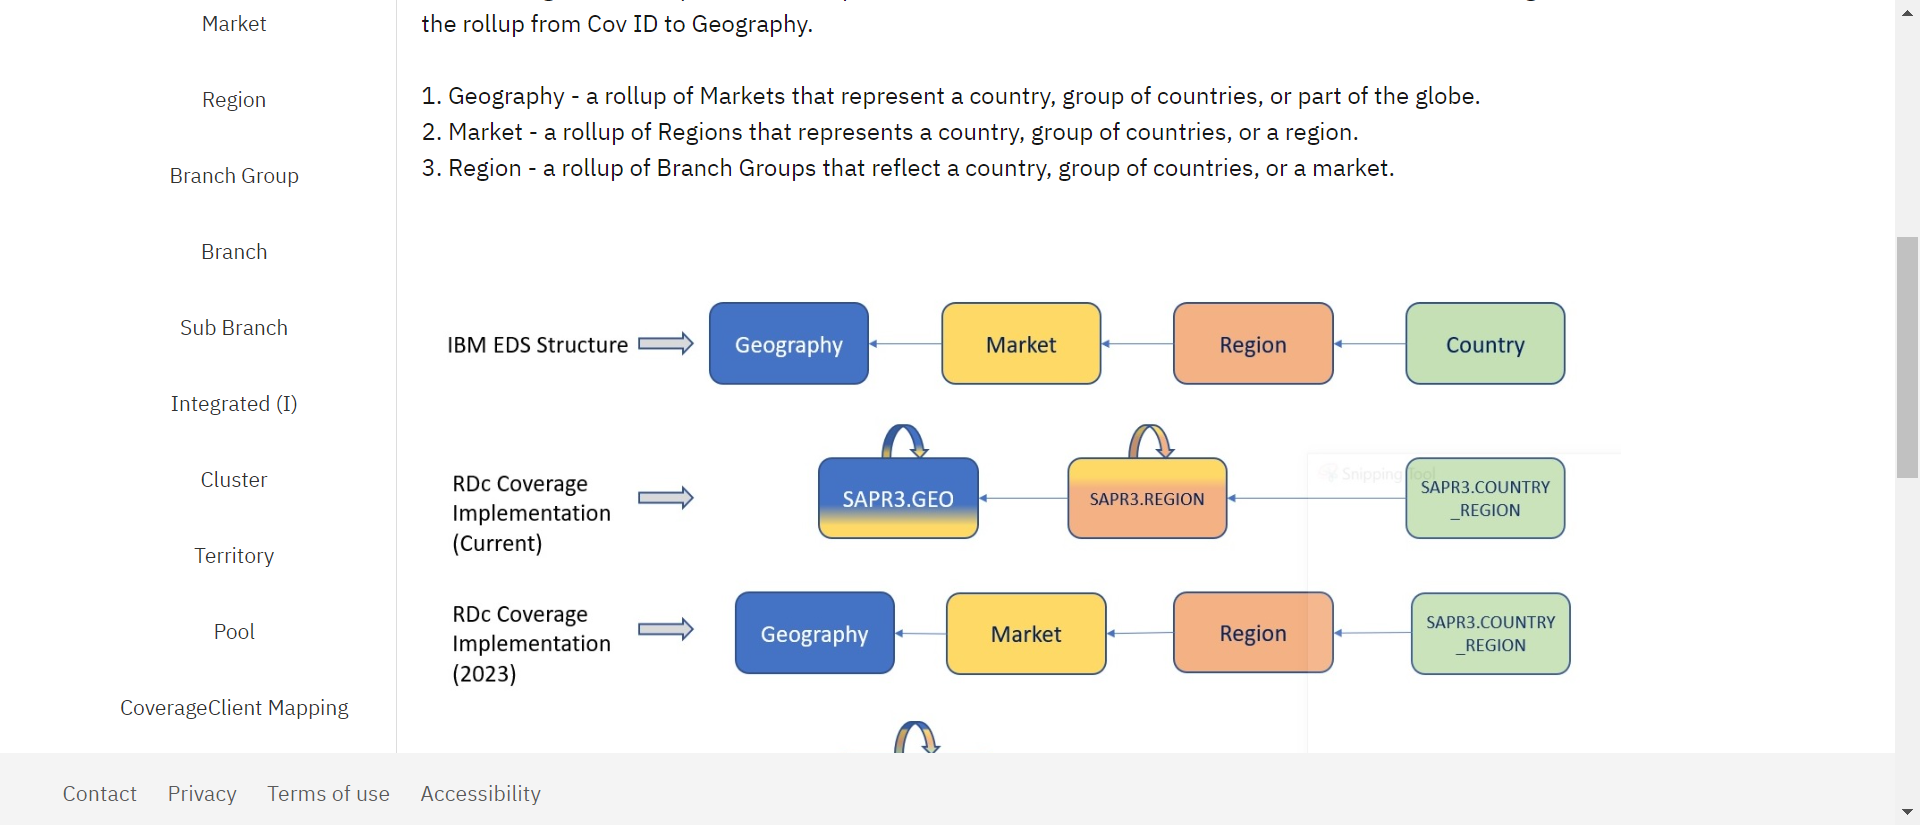 Market
Region
Branch Group
Branch
Sub Branch
Integrated (I)
Cluster
Territory
Pool
CoverageClient Mapping
the rollup from Cov ID to Geography.
1. Geography - a rollup of Markets that represent a country, group of countries, or part of the globe.
2. Market - a rollup of Regions that represents a country, group of countries, or a region.
3. Region - a rollup of Branch Groups that reflect a country, group of countries, or a market.
IBM EDS Structure
Geography
Market
Region
Country
RDc Coverage
Implementation
(Current)
SAPR3.GEO
SAPR3.REGION
Snipping Tool
SAPR3.COUNTRY
_REGION
RDc Coverage
Implementation
(2023)
Geography
Market
Region
SAPR3.COUNTRY
_REGION
Contact Privacy Terms of use Accessibility